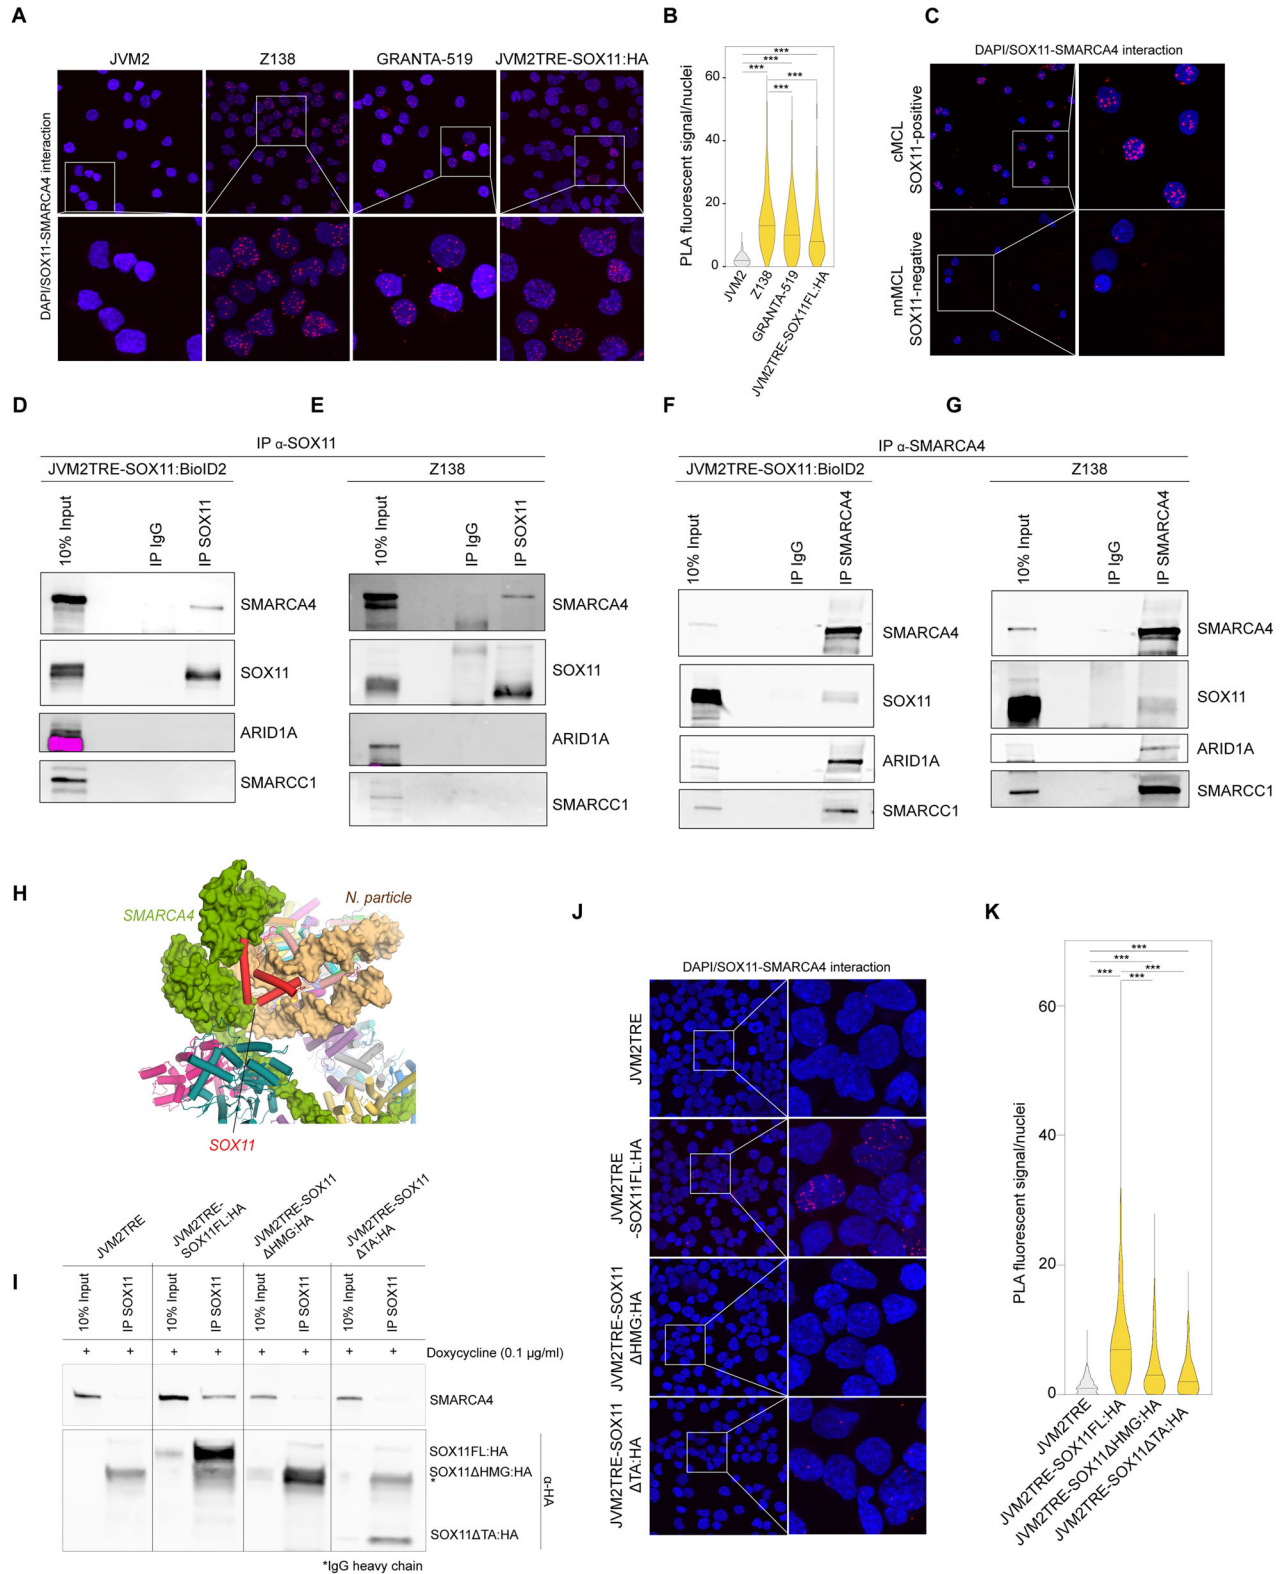 A
JVM2
Z138
GRANTA-519
JVM2TRE-SOX11:HA
DAPI/SOX11-SMARCA4 interaction
B
PLA fluorescent signal/nuclei
60
40
20
0
***
***
***
***
***
JVM2
Z138
GRANTA-519
JVM2TRE-SOX11FL:HA
C
DAPI/SOX11-SMARCA4 interaction
cMCL
SOX11-positive
nnMCL
SOX11-negative
D
E
IP α-SOX11
JVM2TRE-SOX11:BioID2
Z138
10% Input
IP IgG
IP SOX11
10% Input
IP IgG
IP SOX11
SMARCA4
SOX11
ARID1A
SMARCC1
SMARCA4
SOX11
ARID1A
SMARCC1
F
G
IP α-SMARCA4
JVM2TRE-SOX11:BioID2
Z138
10% Input
IP IgG
IP SMARCA4
10% Input
IP IgG
IP SMARCA4
SMARCA4
SOX11
ARID1A
SMARCC1
SMARCA4
SOX11
ARID1A
SMARCC1
H
SMARCA4
N. particle
SOX11
I
JVM2TRE
JVM2TRE-
SOX11FL:HA
JVM2TRE-SOX11
ΔHMG:HA
JVM2TRE-SOX11
ΔTA:HA
10% Input
IP SOX11
10% Input
IP SOX11
10% Input
IP SOX11
10% Input
IP SOX11
+ + + + + + + + Doxycycline (0.1 µg/ml)
SMARCA4
SOX11FL:HA
SOX11ΔHMG:HA
*
SOX11ΔTA:HA
α-HA
*IgG heavy chain
J
DAPI/SOX11-SMARCA4 interaction
JVM2TRE
JVM2TRE
-SOX11FL:HA
JVM2TRE-SOX11
ΔHMG:HA
JVM2TRE-SOX11
ΔTA:HA
K
PLA fluorescent signal/nuclei
60
40
20
0
***
***
***
***
***
JVM2TRE
JVM2TRE-SOX11FL:HA
JVM2TRE-SOX11ΔHMG:HA
JVM2TRE-SOX11ΔTA:HA